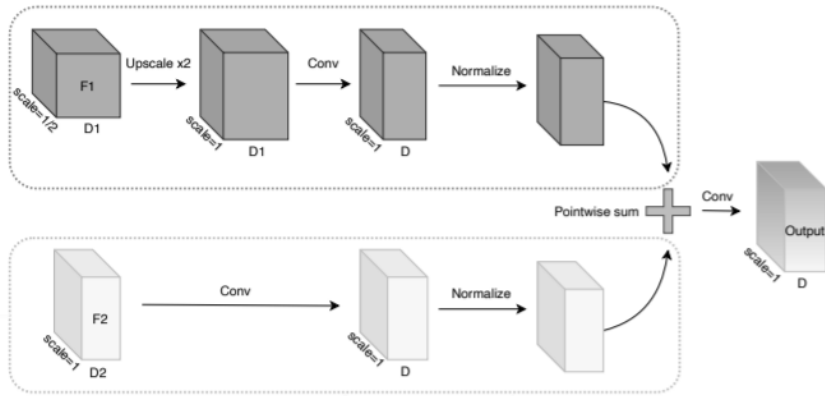 Upscale x2
Conv
Normalize
F1
scale=1/2
D1
scale=1
D1
scale=1
D
Pointwise sum
Conv
Output
scale=1
D
Conv
Normalize
F2
scale=1
D2
scale=1
D